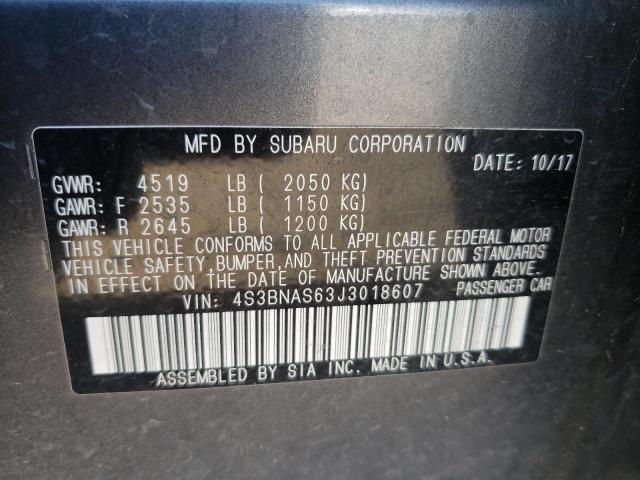 MFD BY SUBARU CORPORATION
DATE: 10/17
GVWR: 4519 LB ( 2050 KG)
GAWR: F 2535 LB ( 1150 KG)
GAWR: R 2645 LB ( 1200 KG)
THIS VEHICLE CONFORMS TO ALL APPLICABLE FEDERAL MOTOR
VEHICLE SAFETY, BUMPER, AND THEFT PREVENTION STANDARDS
IN EFFECT ON THE DATE OF MANUFACTURE SHOWN ABOVE.
VIN: 4S3BNAS63J3018607 PASSENGER CAR
ASSEMBLED BY SIA INC. MADE IN U.S.A.